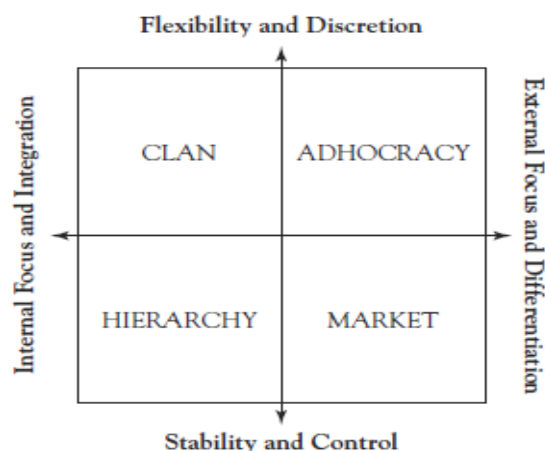 Flexibility and Discretion
Internal Focus and Integration
CLAN
ADHOCRACY
External Focus and Differentiation
HIERARCHY
MARKET
Stability and Control